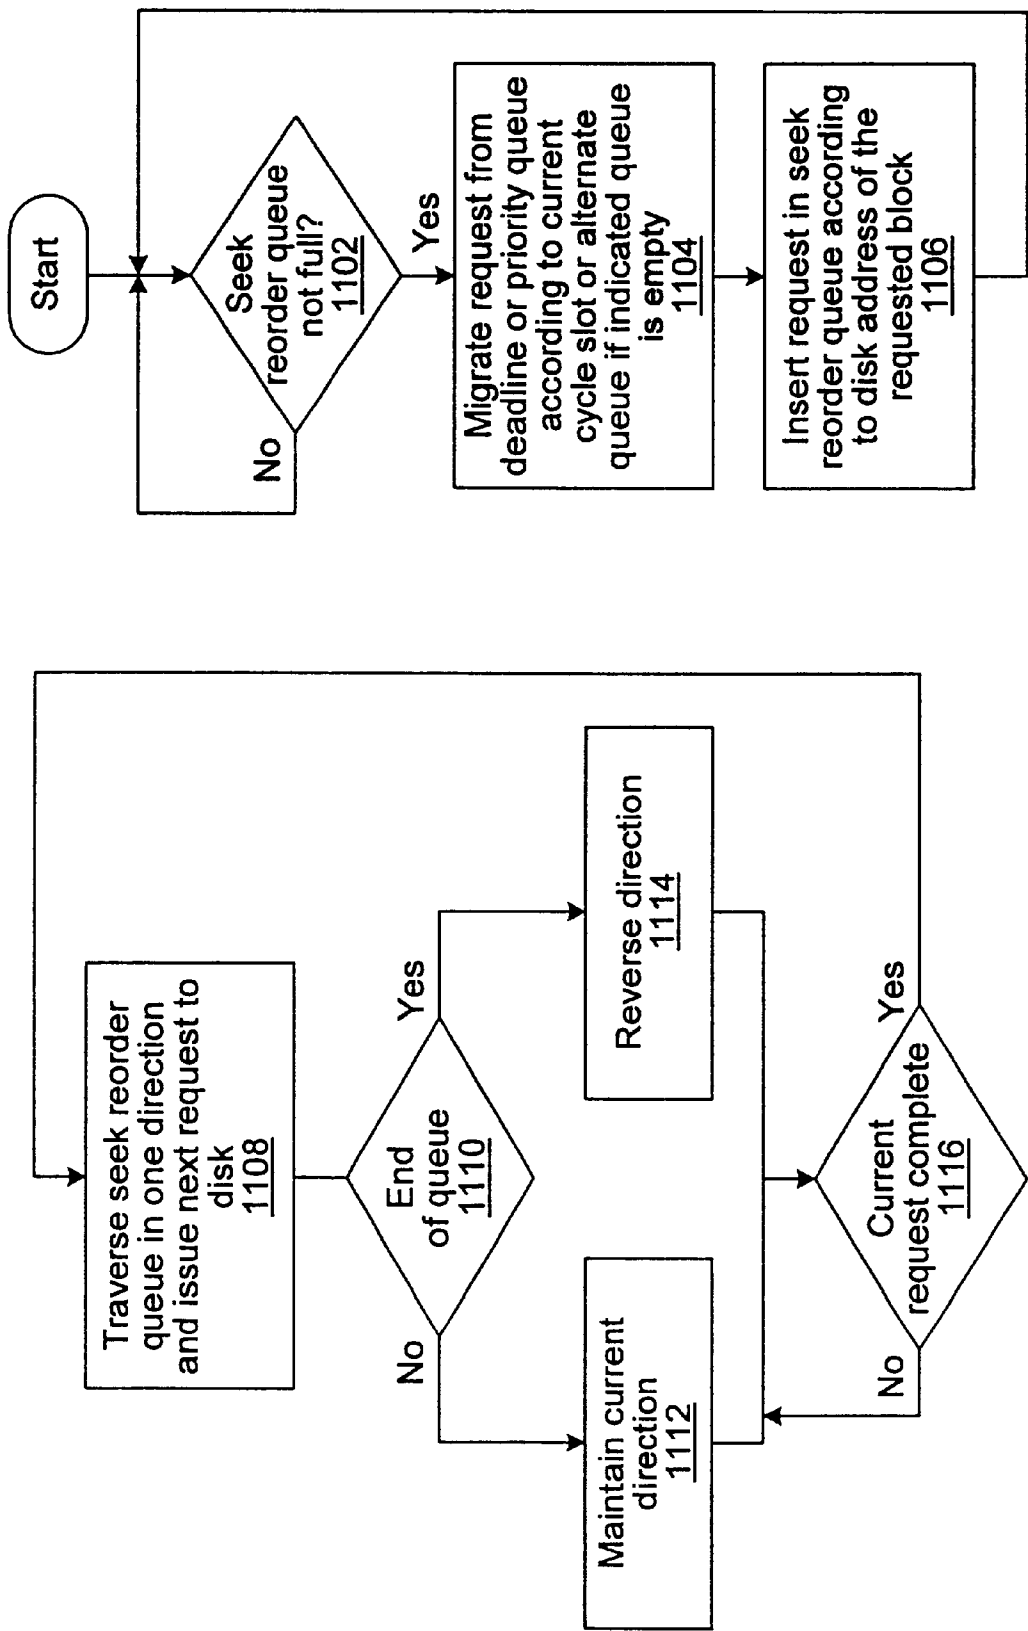 Start
Seek
reorder queue
not full?
1102
No
Yes
Migrate request from
deadline or priority queue
according to current
cycle slot or alternate
queue if indicated queue
is empty
1104
Insert request in seek
reorder queue according
to disk address of the
requested block
1106
Traverse seek reorder
queue in one direction
and issue next request to
disk
1108
End
of queue
1110
No
Yes
Maintain current
direction
1112
Reverse direction
1114
Current
request complete
1116
No
Yes